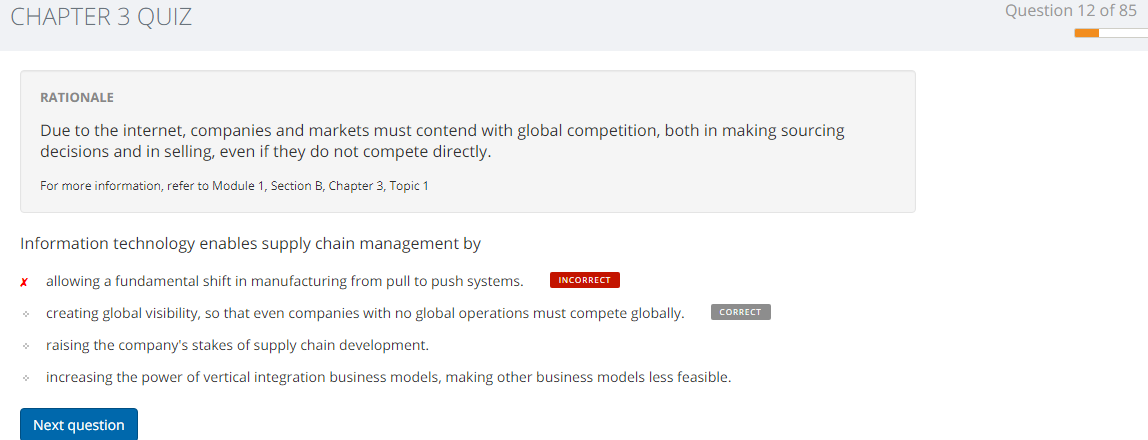 CHAPTER 3 QUIZ
Question 12 of 85
RATIONALE
Due to the internet, companies and markets must contend with global competition, both in making sourcing
decisions and in selling, even if they do not compete directly.
For more information, refer to Module 1, Section B, Chapter 3, Topic 1
Information technology enables supply chain management by
✗ allowing a fundamental shift in manufacturing from pull to push systems. INCORRECT
creating global visibility, so that even companies with no global operations must compete globally. CORRECT
raising the company's stakes of supply chain development.
increasing the power of vertical integration business models, making other business models less feasible.
Next question